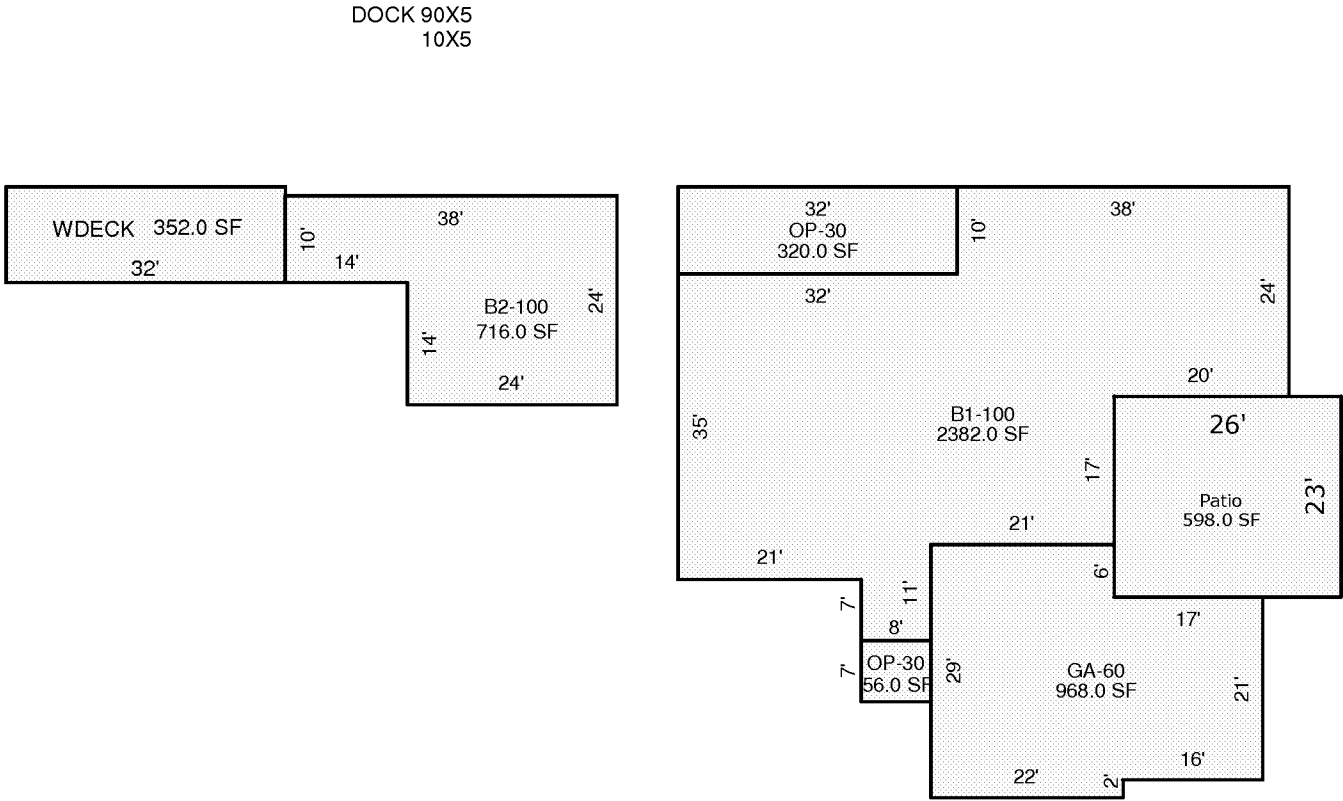 DOCK 90X5
10X5
WDECK 352.0 SF
32'
38'
10'
14'
B2-100
716.0 SF
24'
14'
24'
32'
OP-30
320.0 SF
10'
38'
32'
24'
20'
B1-100
2382.0 SF
35'
26'
17'
23'
Patio
598.0 SF
21'
21'
6'
11'
7'
8'
17'
OP-30
56.0 SF
7'
29'
GA-60
968.0 SF
21'
16'
22'
2'